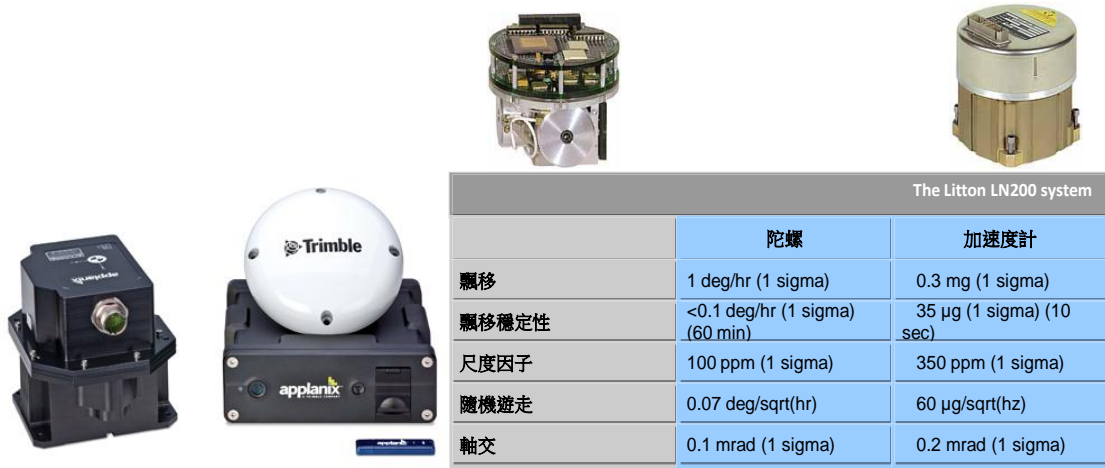 The Litton LN200 system
陀螺 加速度計
飄移 1 deg/hr (1 sigma) 0.3 mg (1 sigma)
飄移穩定性 <0.1 deg/hr (1 sigma) (60 min) 35 µg (1 sigma) (10 sec)
尺度因子 100 ppm (1 sigma) 350 ppm (1 sigma)
隨機遊走 0.07 deg/sqrt(hr) 60 µg/sqrt(hz)
軸交 0.1 mrad (1 sigma) 0.2 mrad (1 sigma)
Trimble
applanix
applanix
applanix